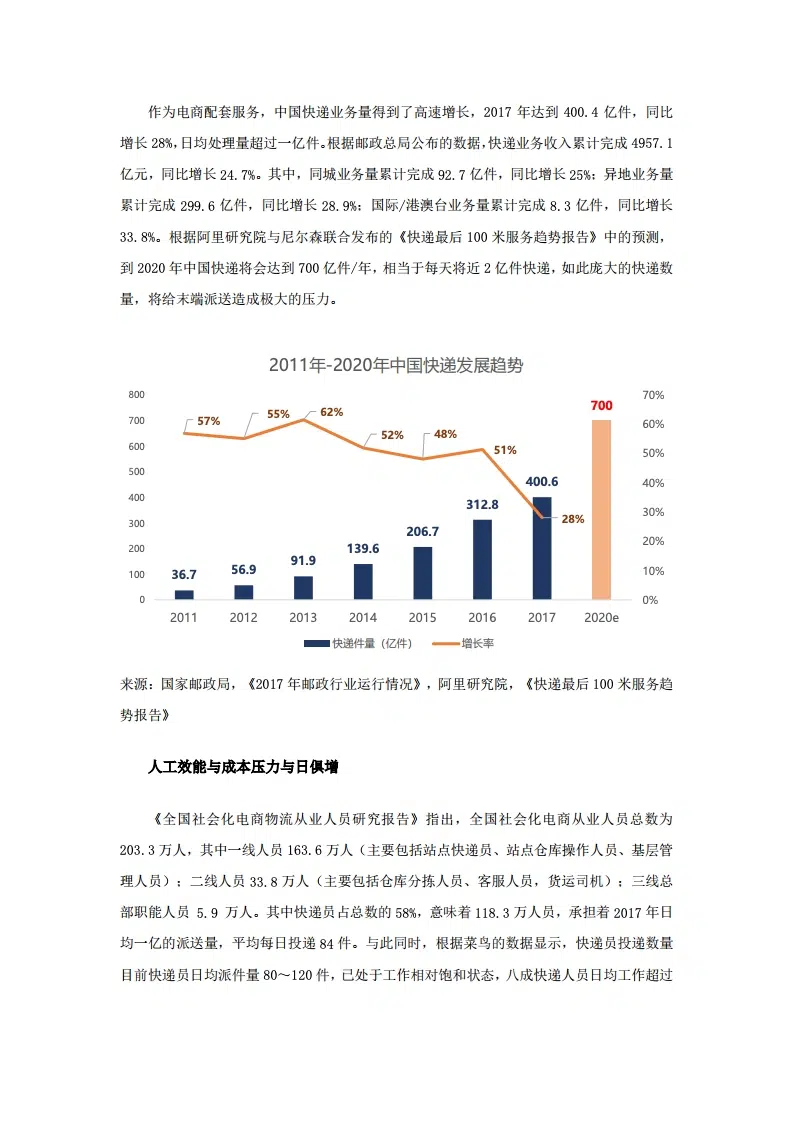 作为电商配套服务，中国快递业务量得到了高速增长，2017 年达到 400.4 亿件，同比
增长 28%，日均处理量超过一亿件。根据邮政总局公布的数据，快递业务收入累计完成 4957.1
亿元，同比增长 24.7%。其中，同城业务量累计完成 92.7 亿件，同比增长 25%；异地业务量
累计完成 299.6 亿件，同比增长 28.9%；国际/港澳台业务量累计完成 8.3 亿件，同比增长
33.8%。根据阿里研究院与尼尔森联合发布的《快递最后 100 米服务趋势报告》中的预测，
到 2020 年中国快递将会达到 700 亿件/年，相当于每天将近 2 亿件快递，如此庞大的快递数
量，将给末端派送造成极大的压力。
2011年-2020年中国快递发展趋势
800 70%
700 60%
600 50%
500 40%
400 30%
300 20%
200 10%
100 0%
0
57% 55% 62% 52% 48% 51% 28%
36.7 56.9 91.9 139.6 206.7 312.8 400.6 700
2011 2012 2013 2014 2015 2016 2017 2020e
快递件量（亿件） 增长率
来源：国家邮政局，《2017 年邮政行业运行情况》，阿里研究院，《快递最后 100 米服务趋
势报告》
人工效能与成本压力与日俱增
《全国社会化电商物流从业人员研究报告》指出，全国社会化电商从业人员总数为
203.3 万人，其中一线人员 163.6 万人（主要包括站点快递员、站点仓库操作人员、基层管
理人员）；二线人员 33.8 万人（主要包括仓库分拣人员、客服人员，货运司机）；三线总
部职能人员 5.9 万人。其中快递员占总数的 58%，意味着 118.3 万人员，承担着 2017 年日
均一亿的派送量，平均每日投递 84 件。与此同时，根据菜鸟的数据显示，快递员投递数量
目前快递员日均派件量 80～120 件，已处于工作相对饱和状态，八成快递人员日均工作超过